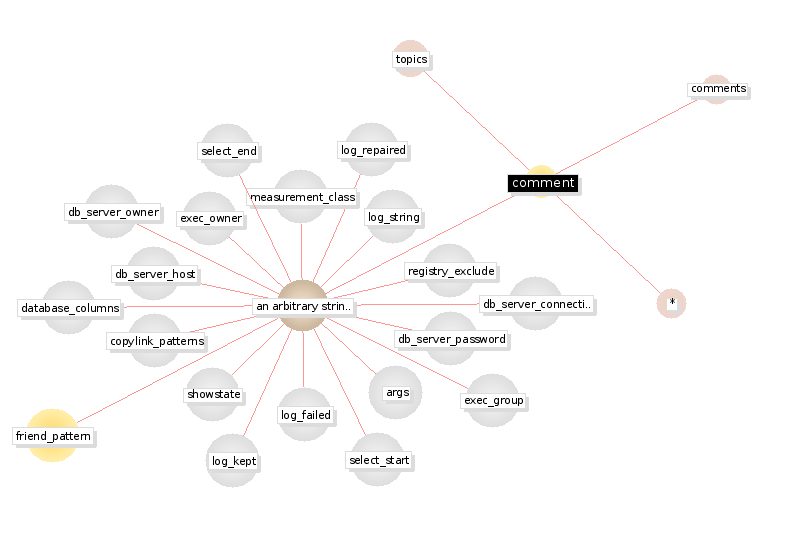 topics
comments
select_end
log_repaired
comment
measurement_class
db_server_owner
exec_owner
log_string
db_server_host
registry_exclude
*
database_columns
an arbitrary strin..
db_server_connecti..
copylink_patterns
db_server_password
showstate
args
exec_group
log_failed
friend_pattern
log_kept
select_start